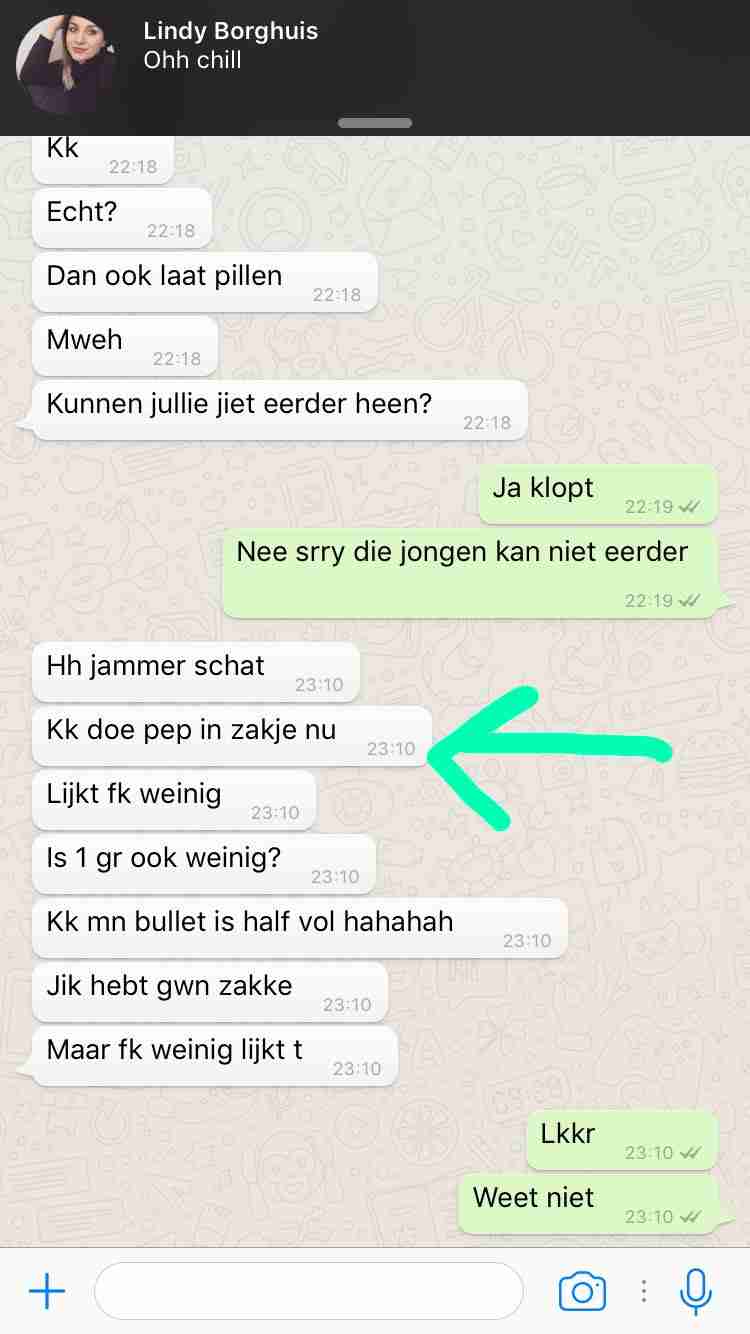 Lindy Borghuis
Ohh chill
Kk
22:18
Echt?
22:18
Dan ook laat pillen
22:18
Mweh
22:18
Kunnen jullie jiet eerder heen?
22:18
Ja klopt
22:19
Nee srry die jongen kan niet eerder
22:19
Hh jammer schat
23:10
Kk doe pep in zakje nu
23:10
Lijkt fk weinig
23:10
Is 1 gr ook weinig?
23:10
Kk mn bullet is half vol hahahah
23:10
Jik hebt gwn zakke
23:10
Maar fk weinig lijkt t
23:10
Lkkr
23:10
Weet niet
23:10